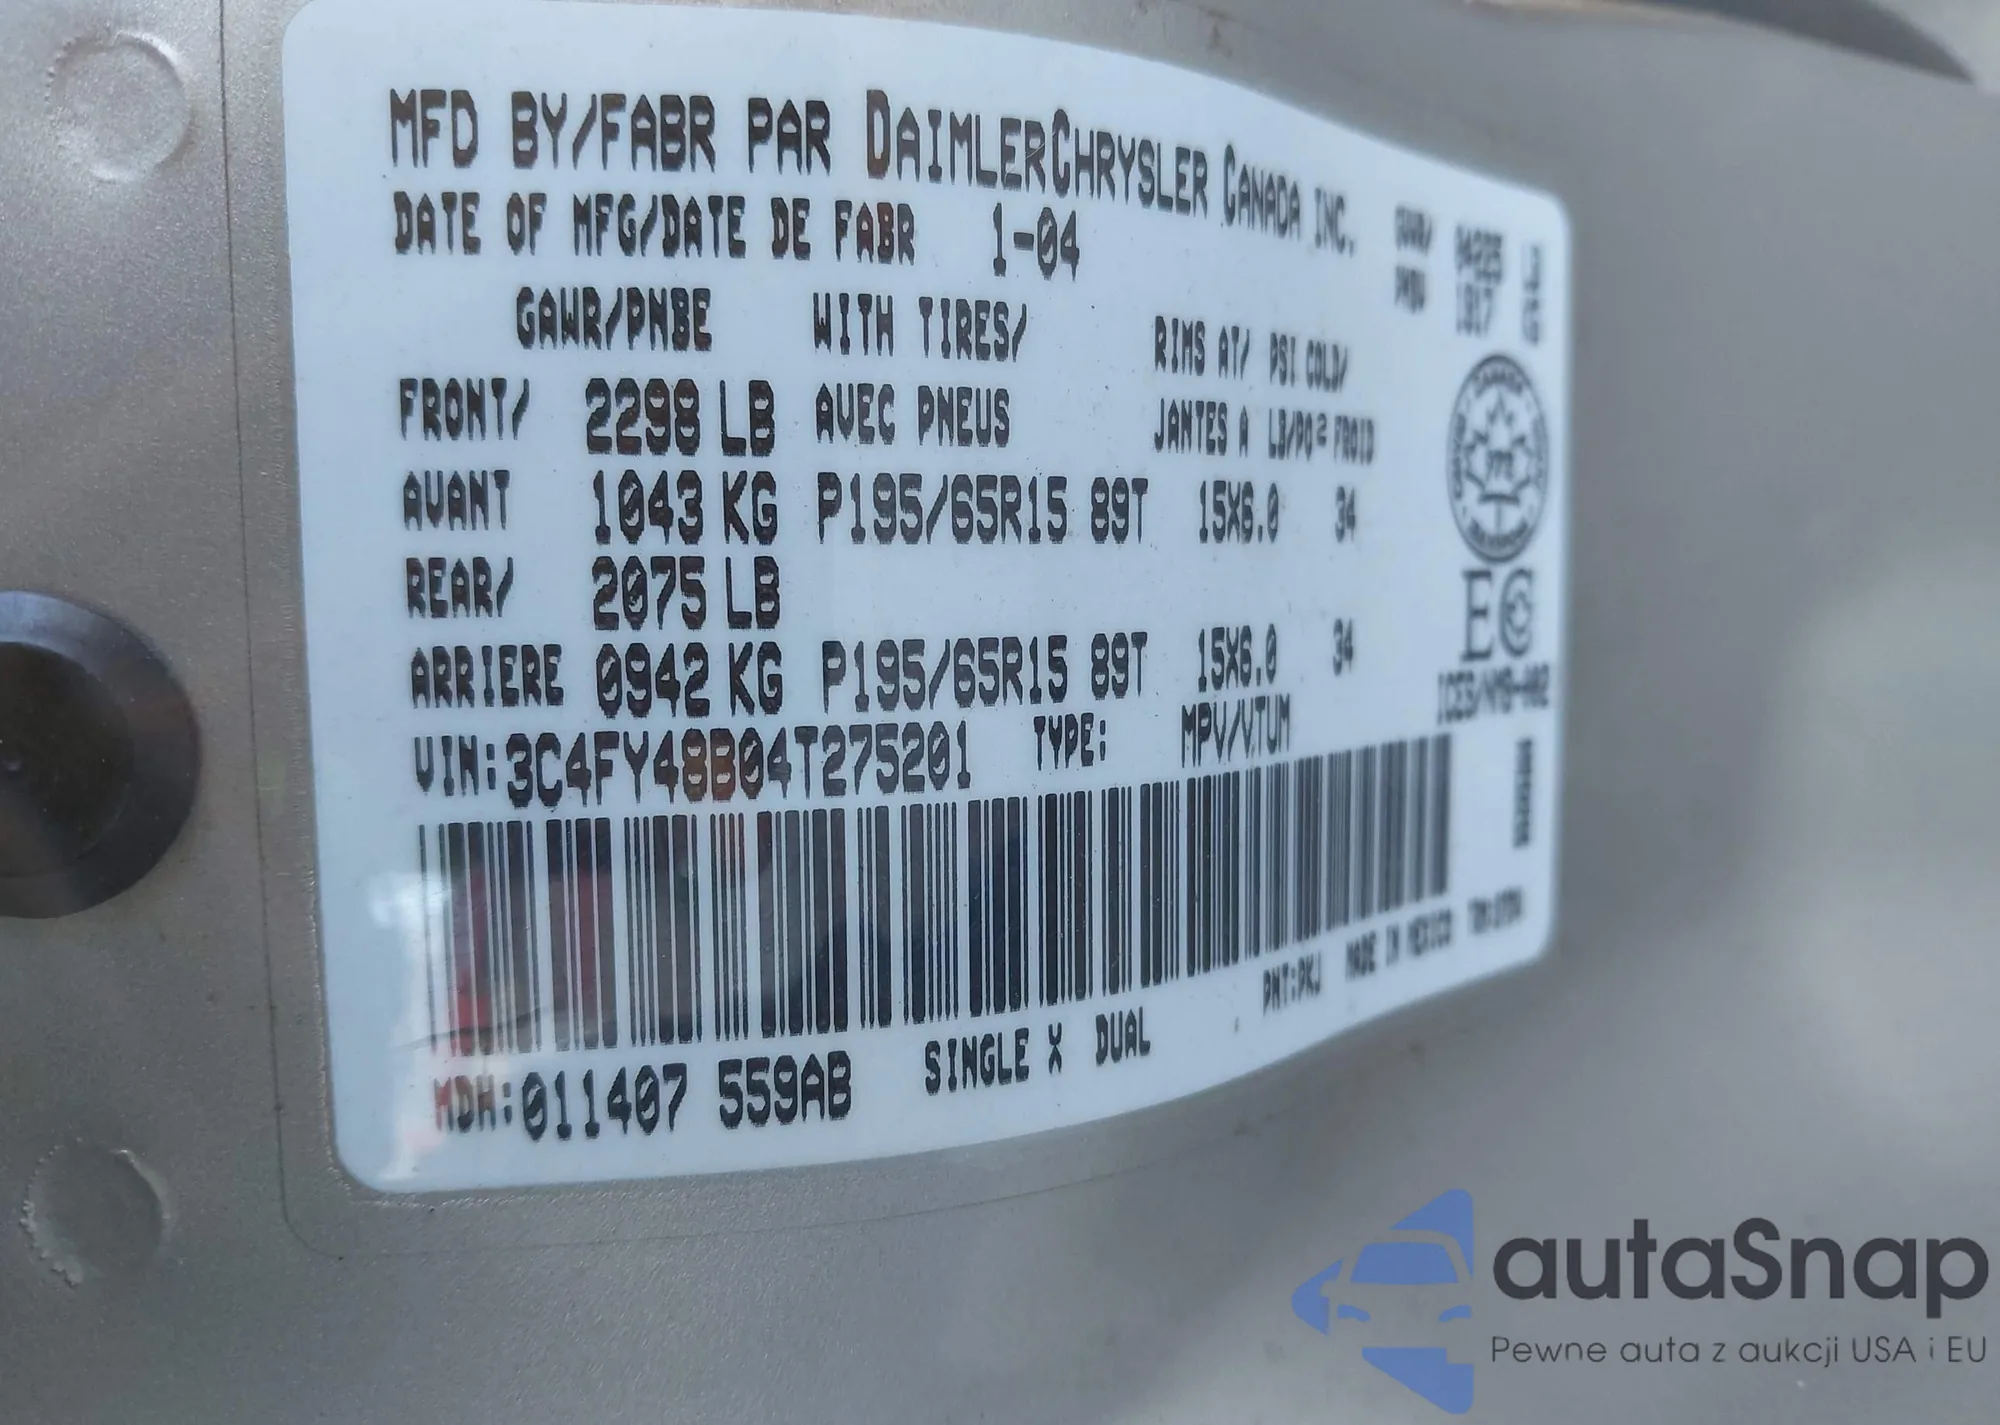 MFD BY/FABR PAR DAIMLERCHRYSLER CANADA INC.
DATE OF MFG/DATE DE FABR 1-04
GAWR/PNBE WITH TIRES/ RIMS AT/ PSI COLD/
FRONT/ 2298 LB AVEC PNEUS JANTES A LB/PO² FROID
AVANT 1043 KG P195/65R15 89T 15X6.0 34
REAR/ 2075 LB
ARRIERE 0942 KG P195/65R15 89T 15X6.0 34
VIN:3C4FY48B04T275201 TYPE: MPV/VTUM
MDH:011407 559AB SINGLE X DUAL
PNT:PKJ MADE IN MEXICO
autaSnap
Pewne auta z aukcji USA i EU